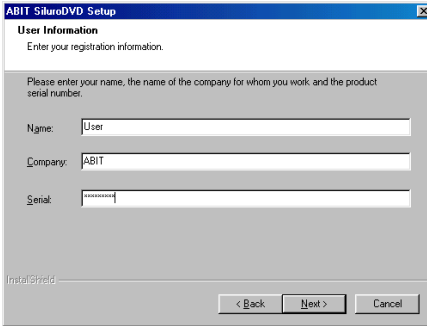 ABIT SiluroDVD Setup
User Information
Enter your registration information.
Please enter your name, the name of the company for whom you work and the product
serial number.
Name: User
Company: ABIT
Serial: *********
InstallShield
< Back Next > Cancel